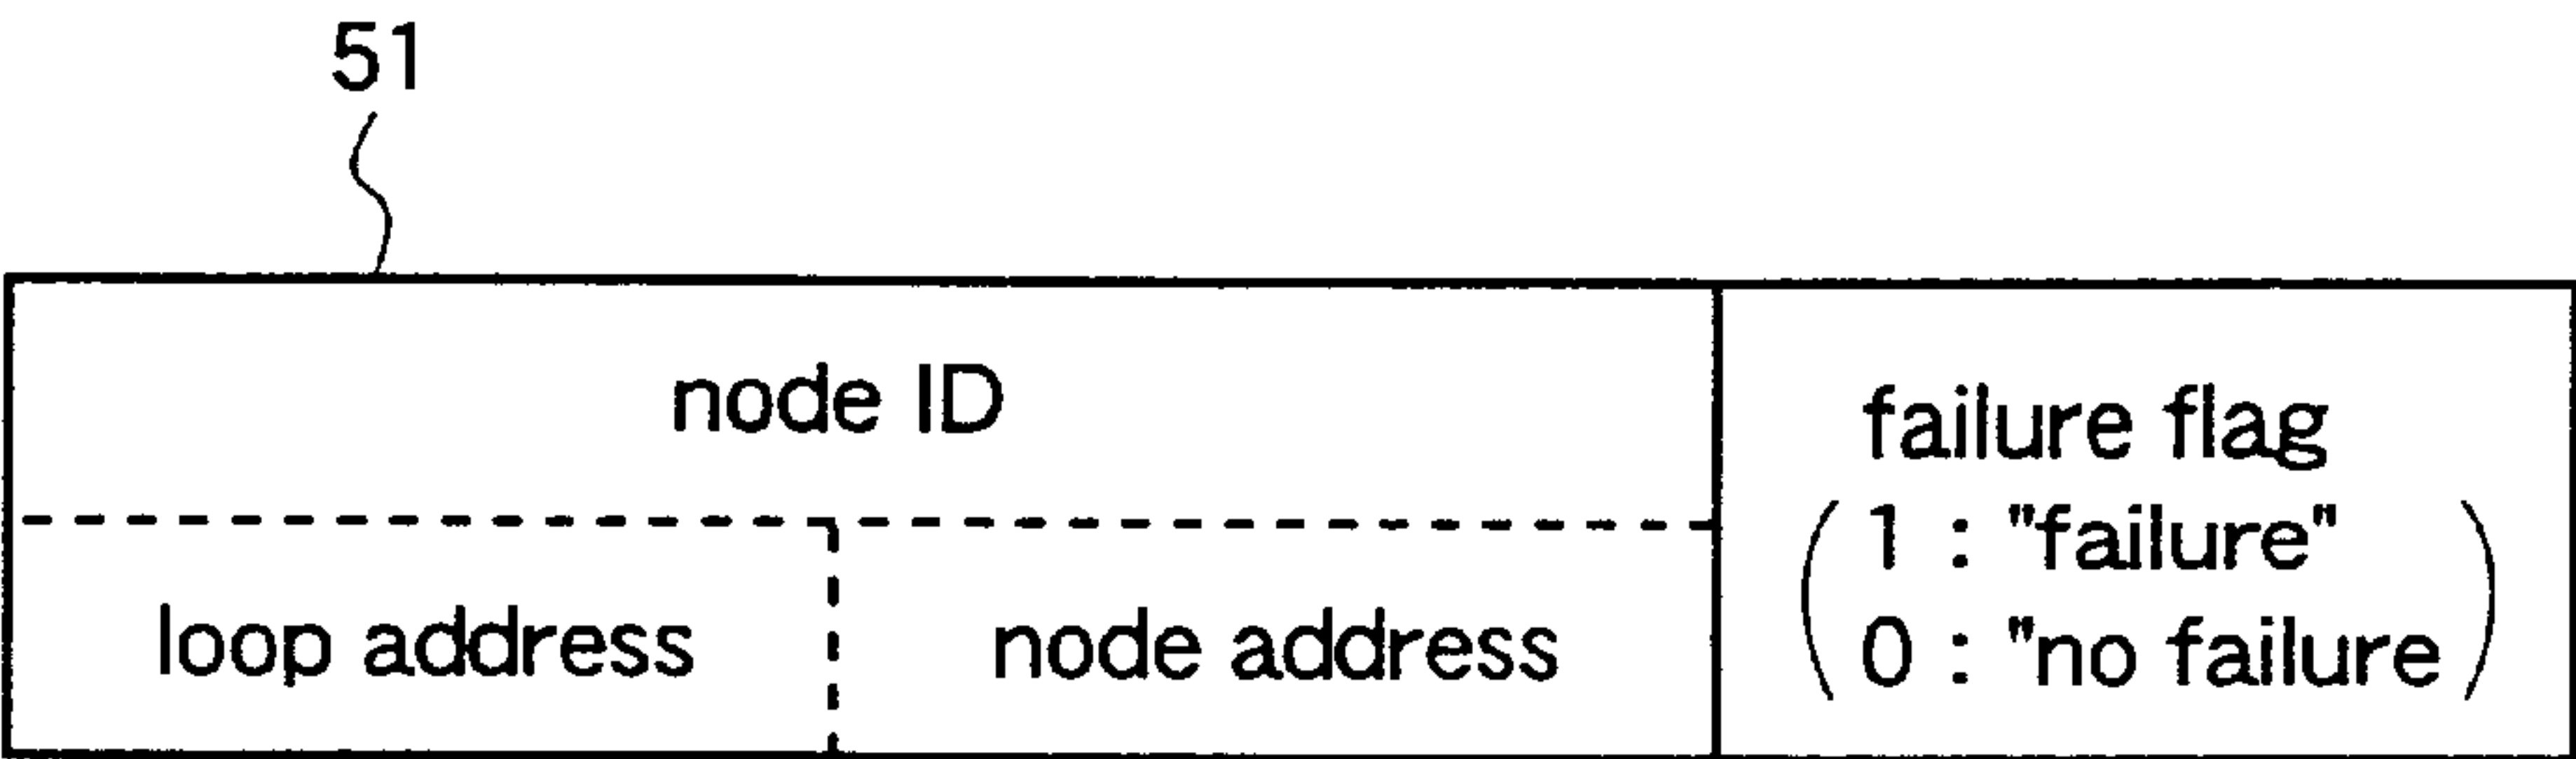 51
node ID
loop address
node address
failure flag
( 1 : "failure"
0 : "no failure )